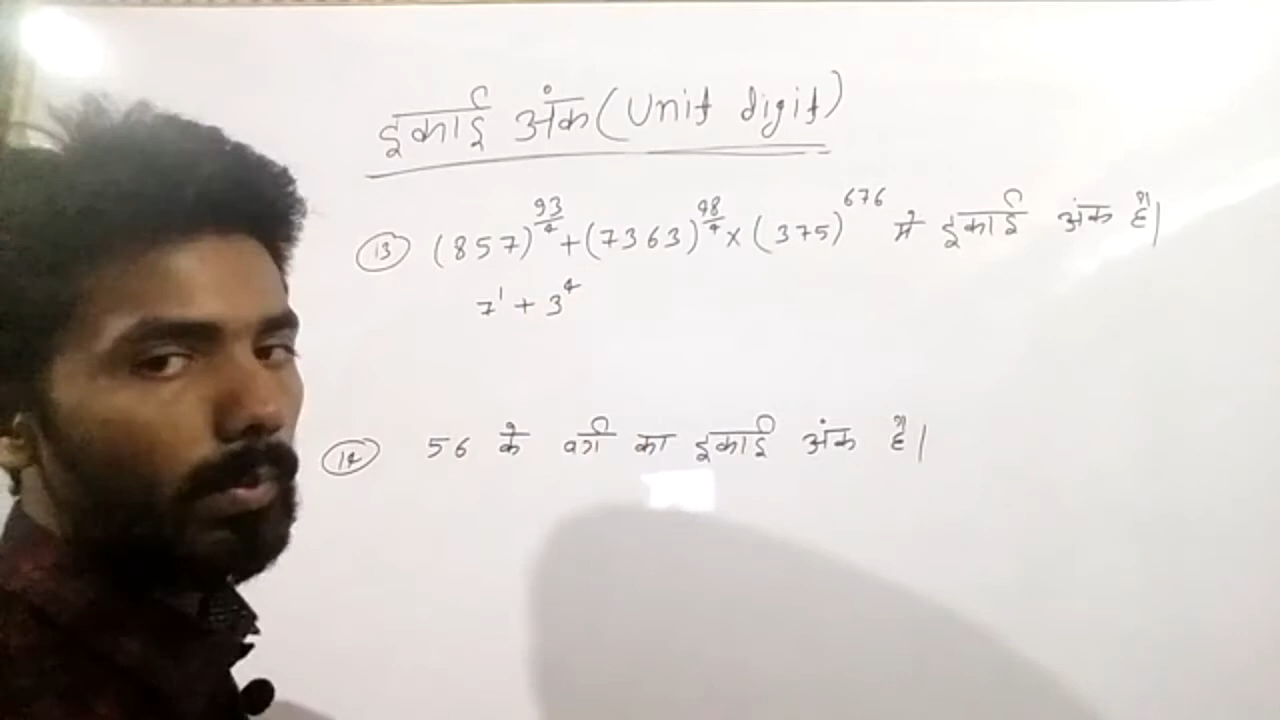 इकाई अंक (Unit digit)
(13) (857)^93/4 + (7363)^98/4 × (375)^676 में इकाई अंक है।
7^1 + 3^4
(14) 56 के वर्ग का इकाई अंक है।